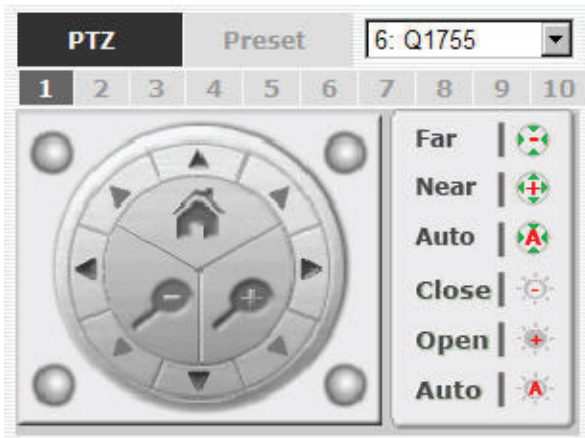 PTZ Preset 6: Q1755
1 2 3 4 5 6 7 8 9 10
Far
Near
Auto
Close
Open
Auto